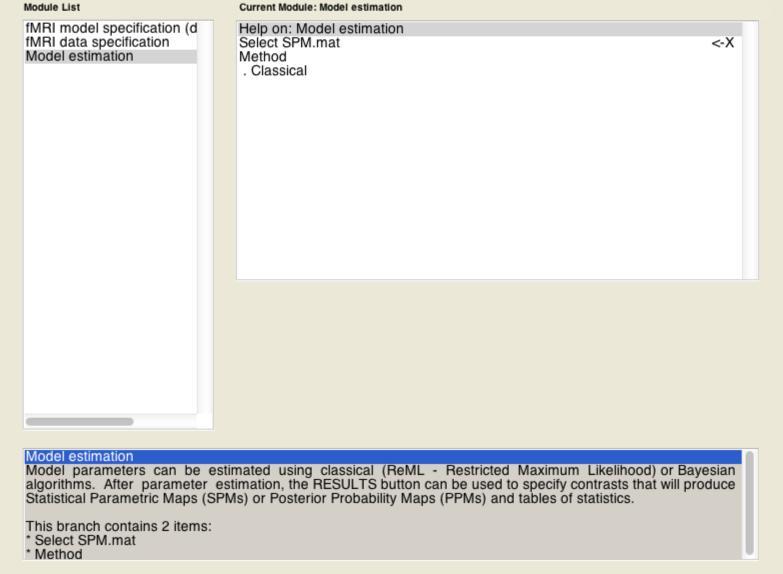 Module List
fMRI model specification (d
fMRI data specification
Model estimation
Current Module: Model estimation
Help on: Model estimation
Select SPM.mat <-X
Method
. Classical
Model estimation
Model parameters can be estimated using classical (ReML - Restricted Maximum Likelihood) or Bayesian
algorithms. After parameter estimation, the RESULTS button can be used to specify contrasts that will produce
Statistical Parametric Maps (SPMs) or Posterior Probability Maps (PPMs) and tables of statistics.
This branch contains 2 items:
* Select SPM.mat
* Method